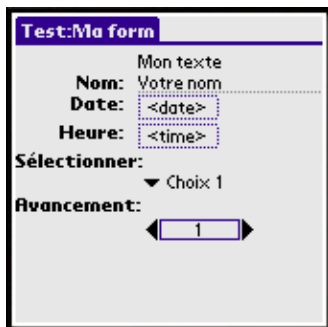 Test:Ma form
Mon texte
Nom: Votre nom
Date: <date>
Heure: <time>
Sélectionner:
Choix 1
Avancement:
1